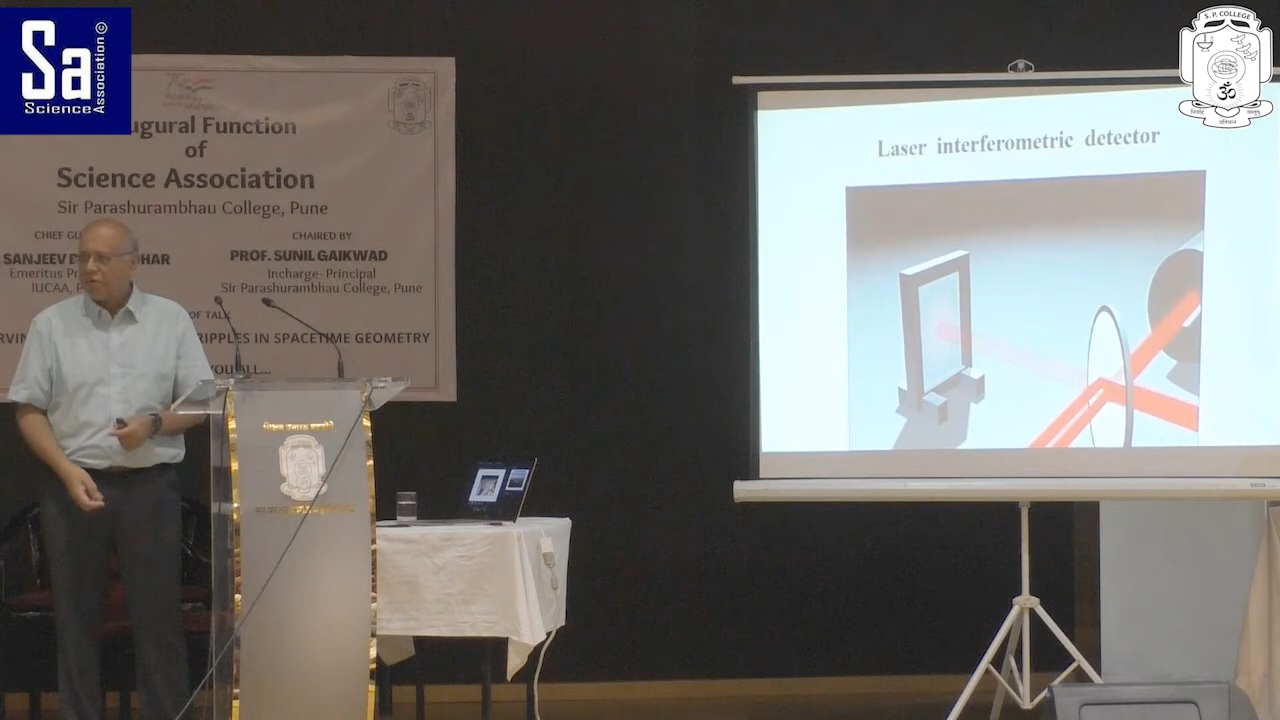 Sa
Science
Association ©
S. P. COLLEGE
ugural Function
of
Science Association
Sir Parashurambhau College, Pune
CHIEF GU
SANJEEV D HAR
Emeritus Pr
IUCAA, P
CHAIRED BY
PROF. SUNIL GAIKWAD
Incharge- Principal
Sir Parashurambhau College, Pune
OF TALK
RVIN RIPPLES IN SPACETIME GEOMETRY
YOU ALL...
Laser interferometric detector